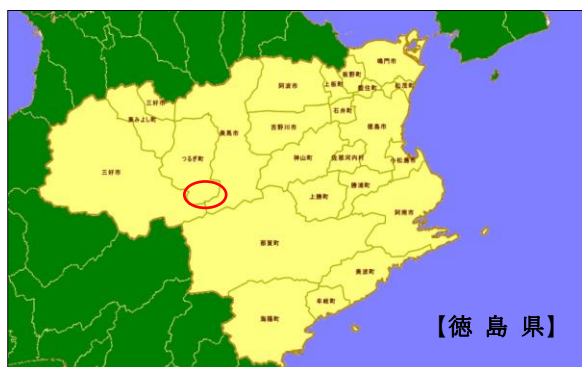 鳴門市
板野町
上板町
藍住町
松茂町
阿波市
三好市
東みよし町
石井町
美馬市
吉野川市
徳島市
つるぎ町
神山町
佐那河内村
小松島市
三好市
勝浦町
上勝町
阿南市
那賀町
美波町
牟岐町
海陽町
【徳 島 県】